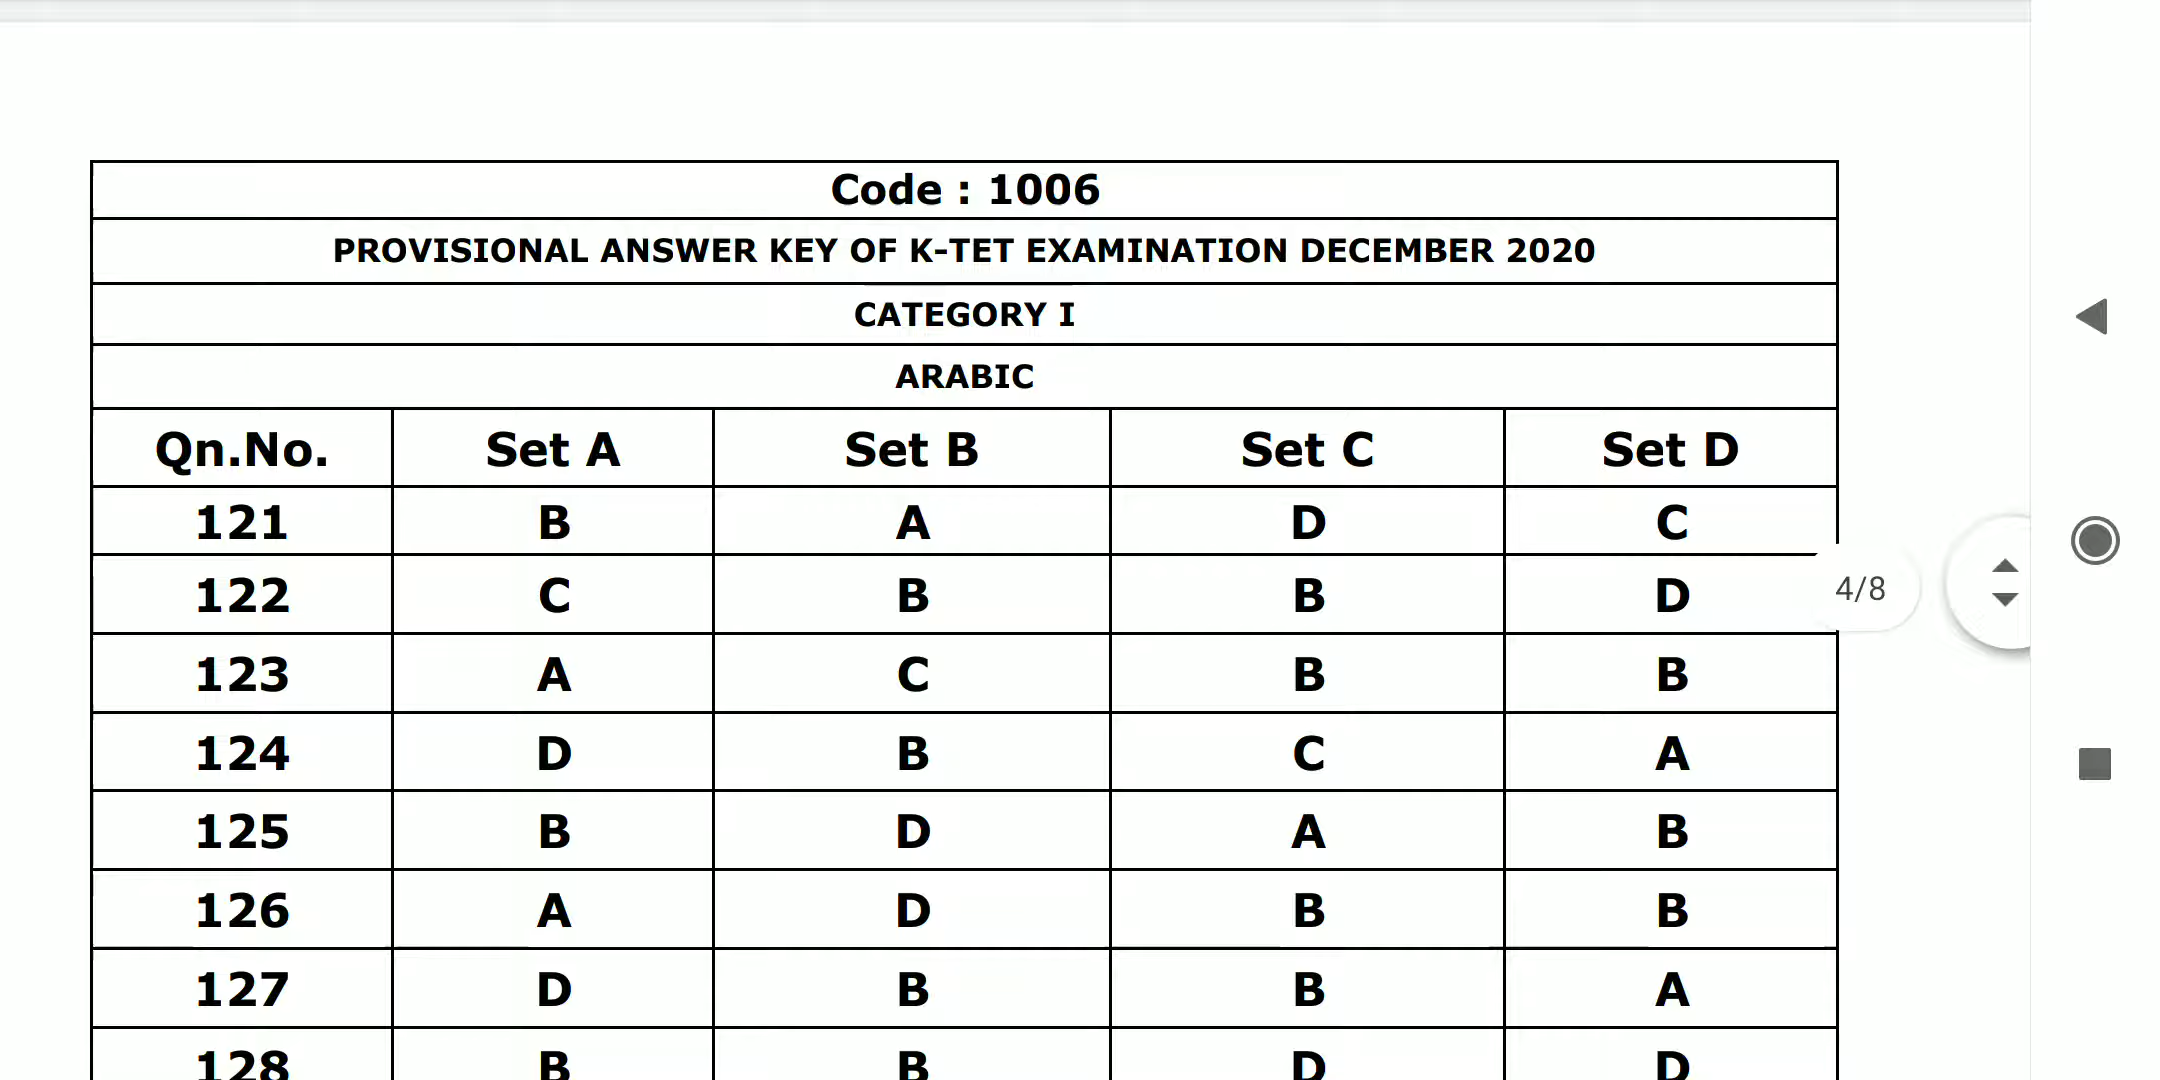 Code : 1006
PROVISIONAL ANSWER KEY OF K-TET EXAMINATION DECEMBER 2020
CATEGORY I
ARABIC
Qn.No. Set A Set B Set C Set D
121 B A D C
122 C B B D
4/8
123 A C B B
124 D B C A
125 B D A B
126 A D B B
127 D B B A
128 B B D D